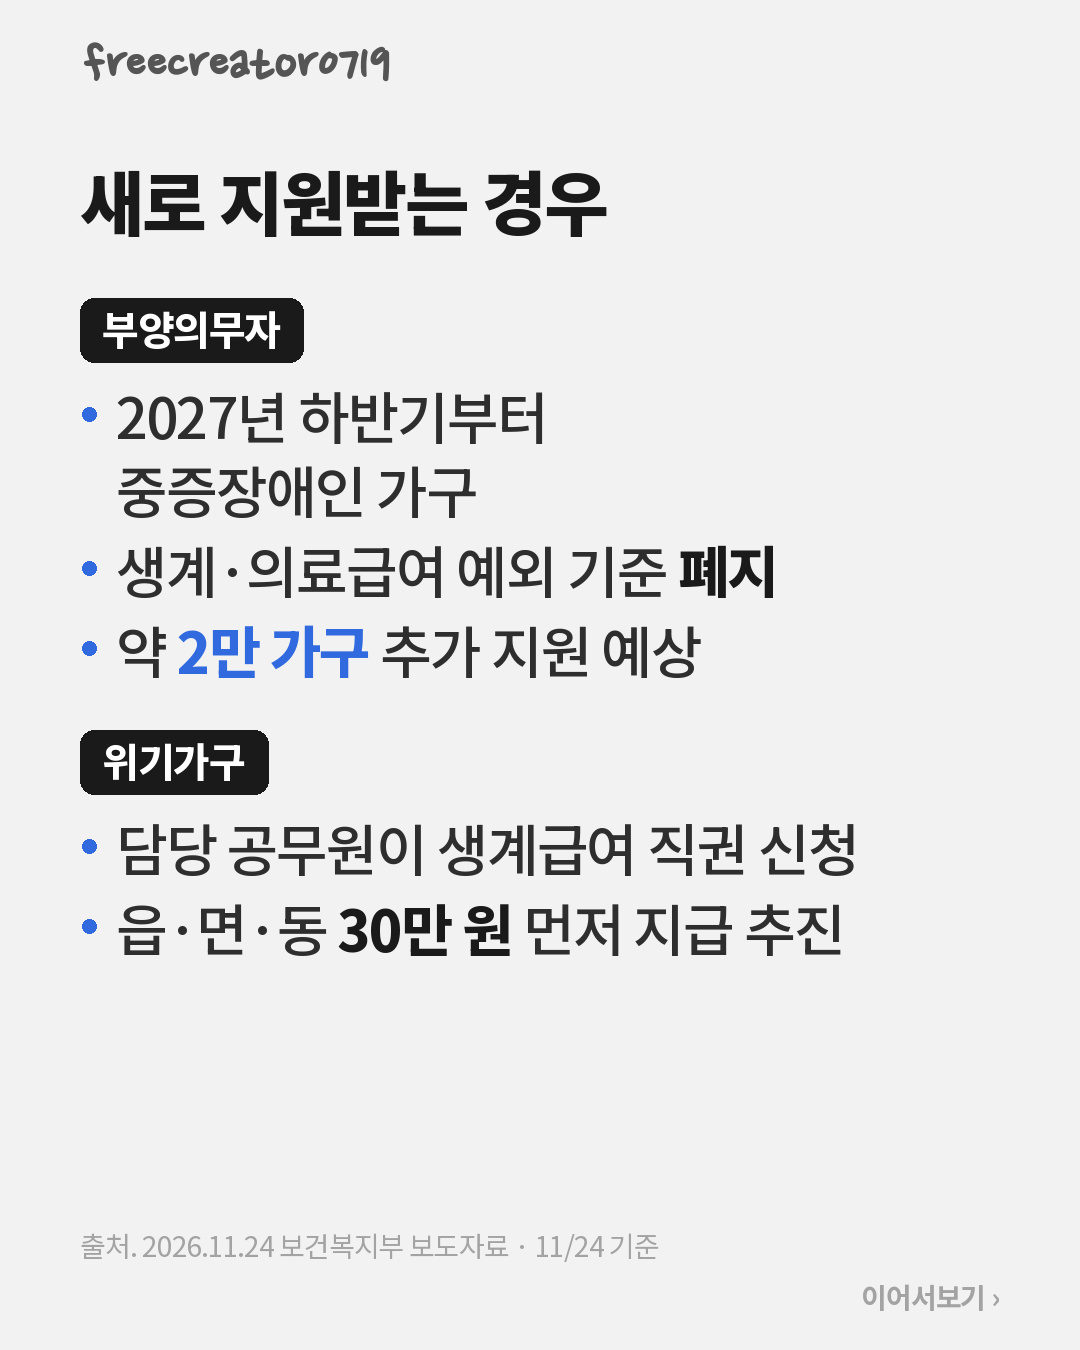 freecreator0719
새로 지원받는 경우
부양의무자
• 2027년 하반기부터
중증장애인 가구
• 생계·의료급여 예외 기준 폐지
• 약 2만 가구 추가 지원 예상
위기가구
• 담당 공무원이 생계급여 직권 신청
• 읍·면·동 30만 원 먼저 지급 추진
출처. 2026.11.24 보건복지부 보도자료 · 11/24 기준
이어서보기 ›